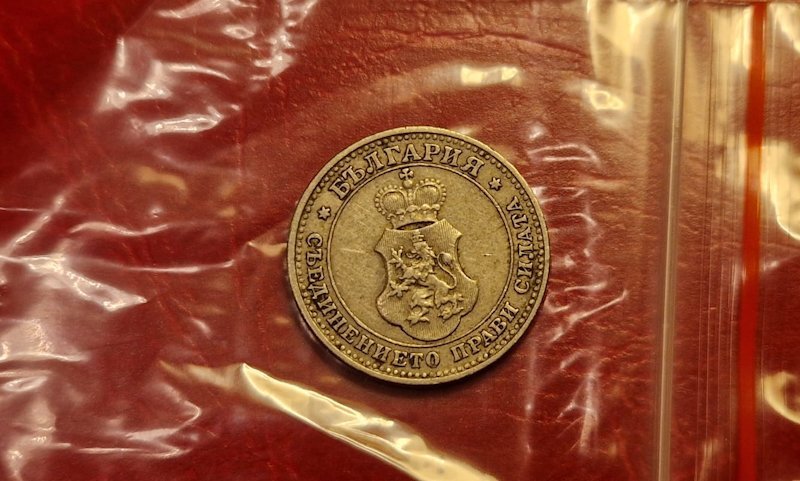 БЪЛГАРИЯ
СЪЕДИНЕНИЕТО ПРАВИ СИЛАТА